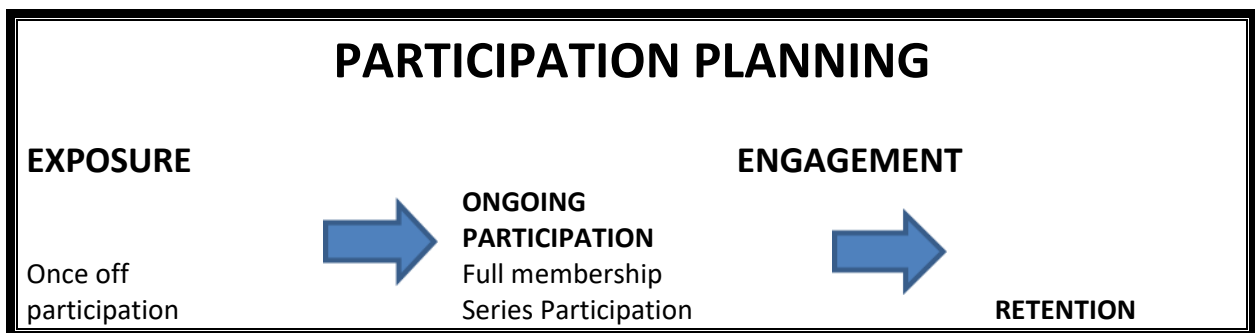 PARTICIPATION PLANNING
EXPOSURE
ENGAGEMENT
ONGOING
PARTICIPATION
Once off
participation
Full membership
Series Participation
RETENTION